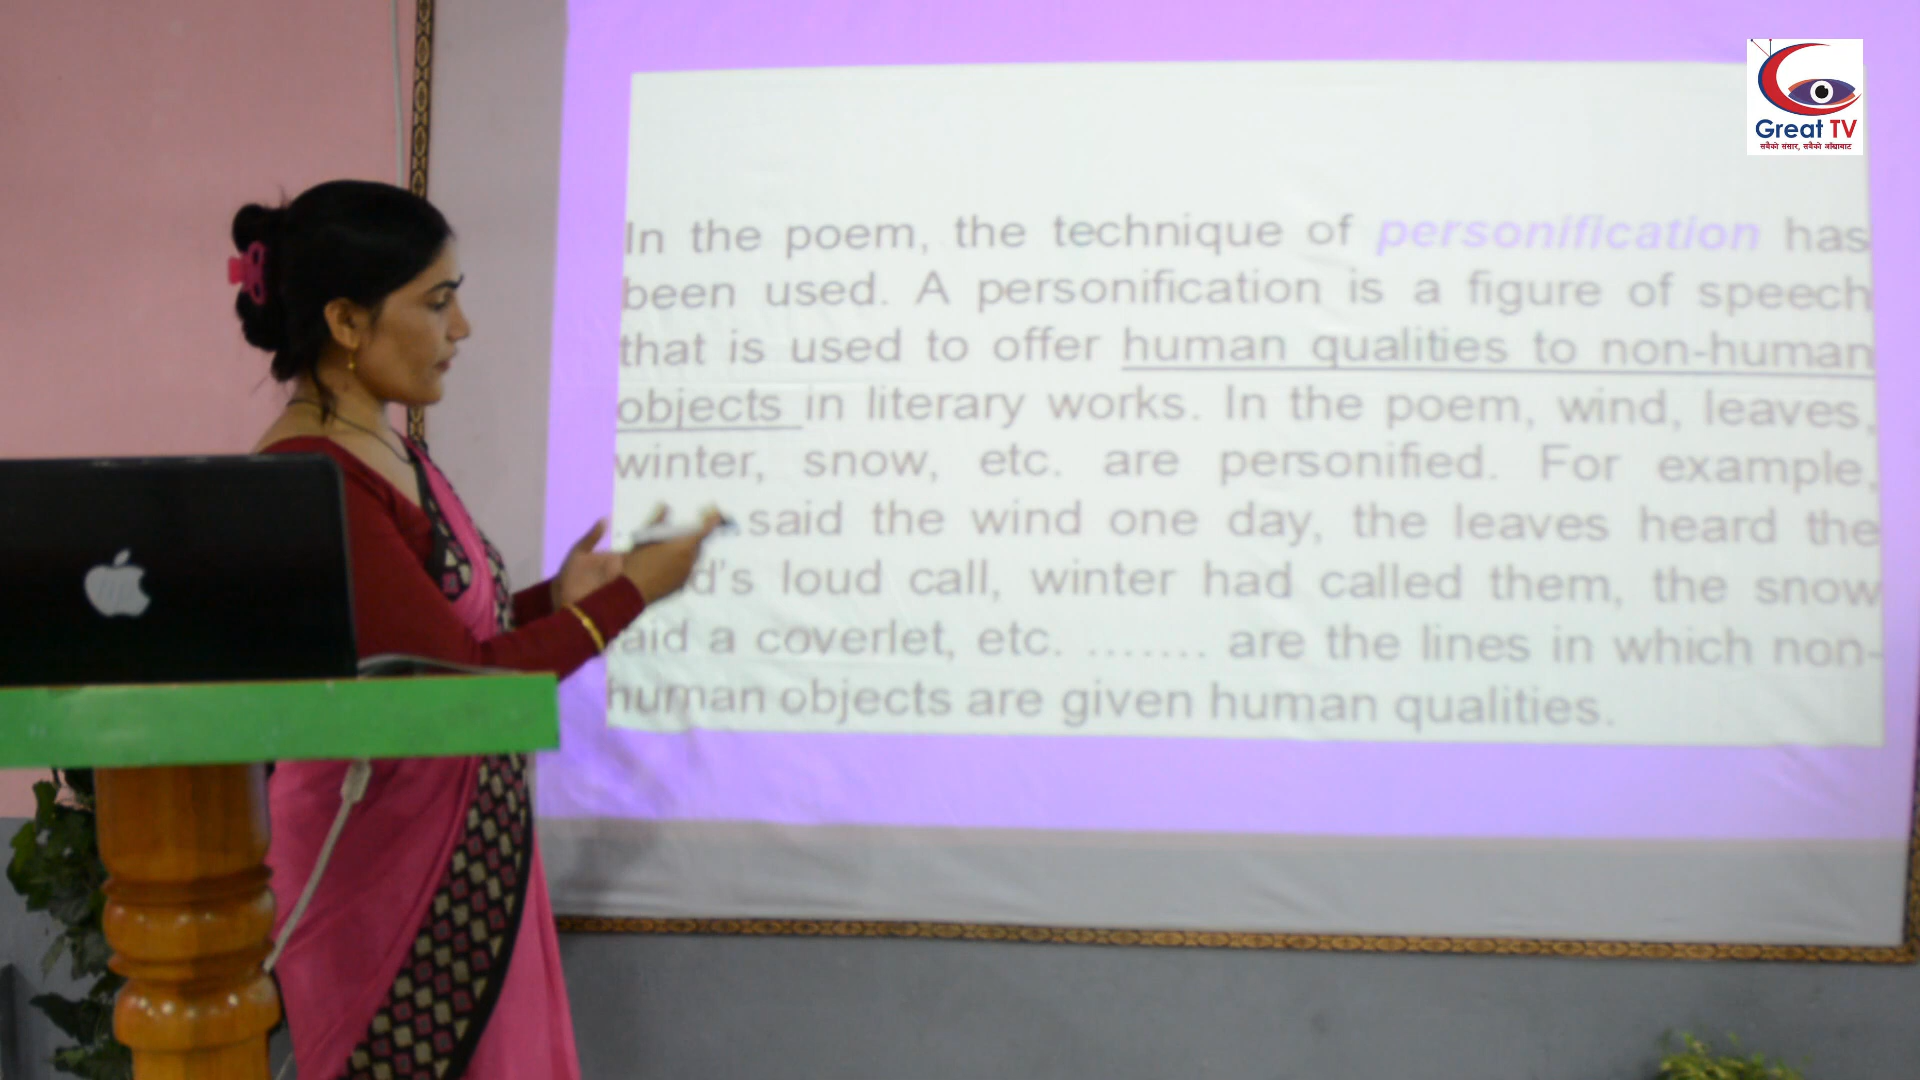 Great TV
सबैको संसार, सबैको आँखाबाट
In the poem, the technique of personification has
been used. A personification is a figure of speech
that is used to offer human qualities to non-human
objects in literary works. In the poem, wind, leaves,
winter, snow, etc. are personified. For example,
said the wind one day, the leaves heard the
loud call, winter had called them, the snow
laid a coverlet, etc. ....... are the lines in which non-
human objects are given human qualities.